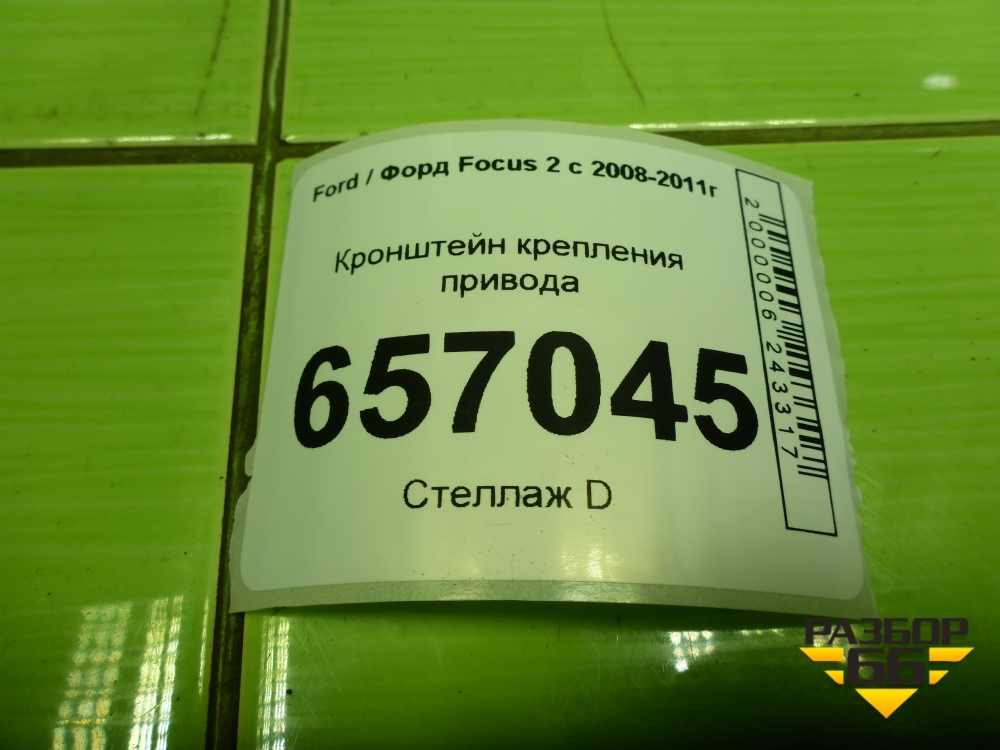 Ford / Форд Focus 2 с 2008-2011г
Кронштейн крепления
привода
657045
Стеллаж D
2000006243317
РАЗБОР
66